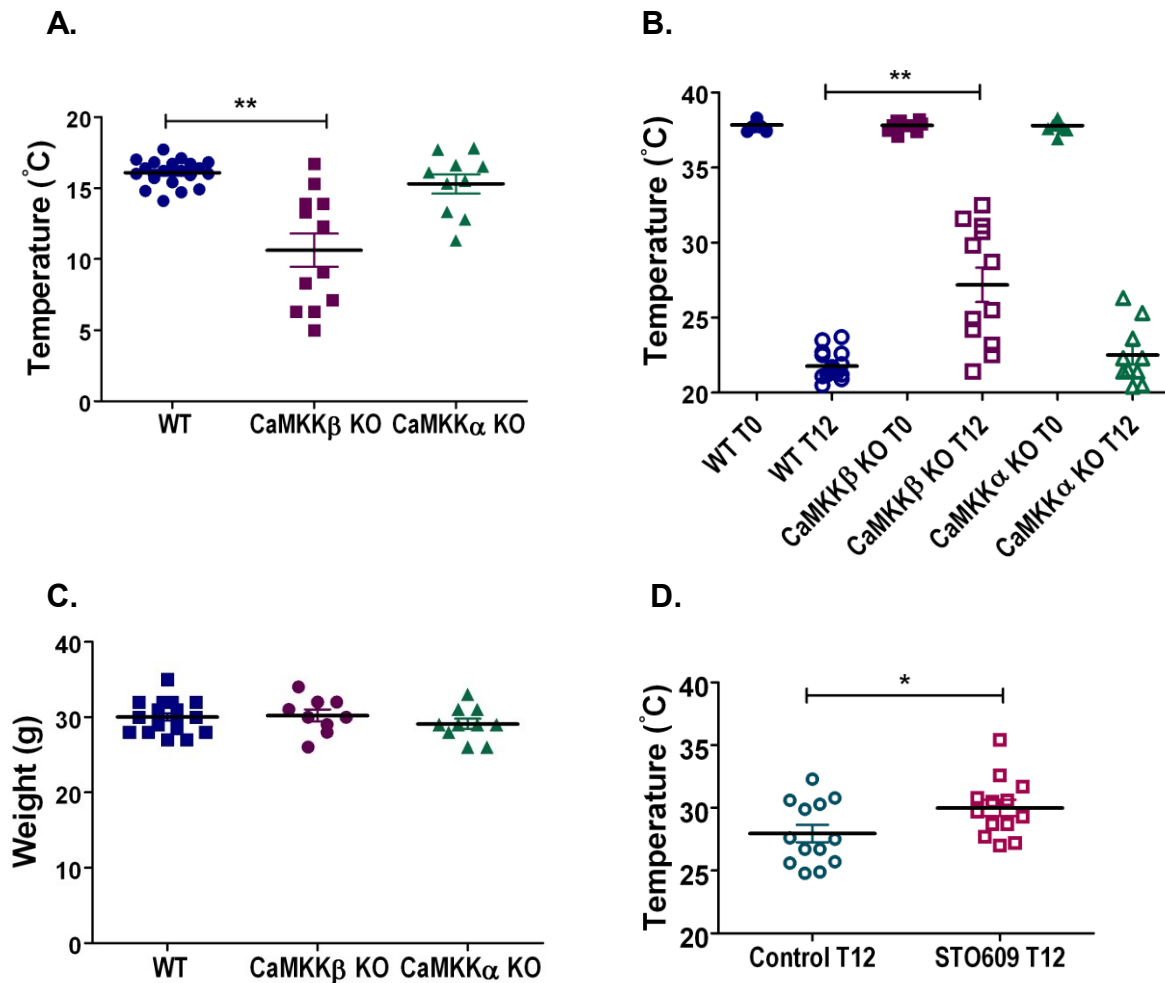 A.
Temperature (°C)
20
15
10
5
0
**
WT
CaMKKβ KO
CaMKKα KO
B.
Temperature (°C)
40
35
30
25
20
**
WT T0
WT T12
CaMKKβ KO T0
CaMKKβ KO T12
CaMKKα KO T0
CaMKKα KO T12
C.
Weight (g)
40
30
20
10
0
WT
CaMKKβ KO
CaMKKα KO
D.
Temperature (°C)
40
35
30
25
20
*
Control T12
STO609 T12